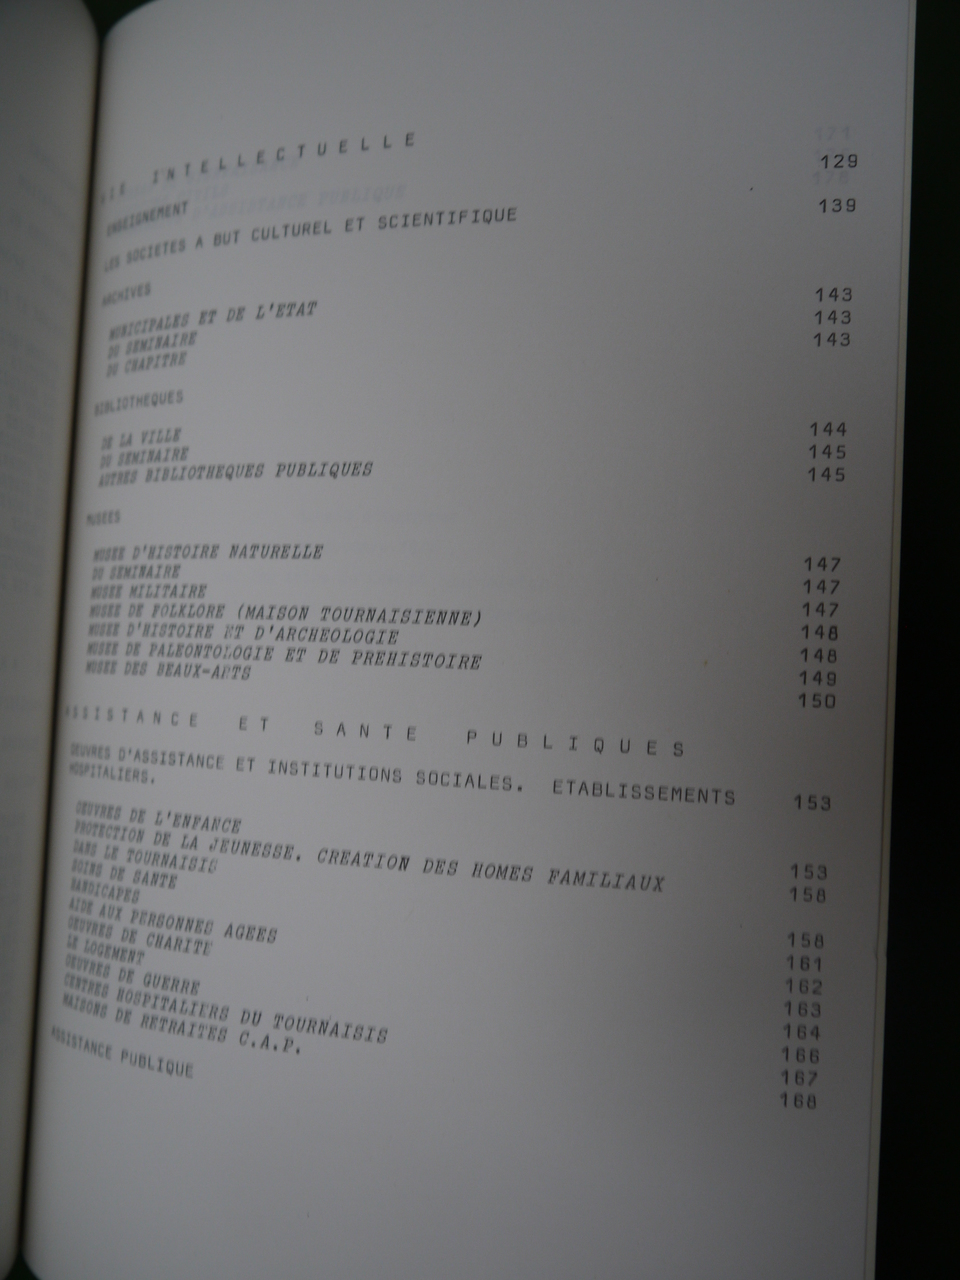 VIE INTELLECTUELLE
ENSEIGNEMENT 129
LES SOCIETES A BUT CULTUREL ET SCIENTIFIQUE 139
ARCHIVES
MUNICIPALES ET DE L'ETAT 143
DU SEMINAIRE 143
DU CHAPITRE 143
BIBLIOTHEQUES
DE LA VILLE 144
DU SEMINAIRE 145
AUTRES BIBLIOTHEQUES PUBLIQUES 145
MUSEES
MUSEE D'HISTOIRE NATURELLE 147
DU SEMINAIRE 147
MUSEE MILITAIRE 147
MUSEE DE FOLKLORE (MAISON TOURNAISIENNE) 148
MUSEE D'HISTOIRE ET D'ARCHEOLOGIE 148
MUSEE DE PALEONTOLOGIE ET DE PREHISTOIRE 149
MUSEE DES BEAUX-ARTS 150
ASSISTANCE ET SANTE PUBLIQUES
OEUVRES D'ASSISTANCE ET INSTITUTIONS SOCIALES. ETABLISSEMENTS 153
HOSPITALIERS.
OEUVRES DE L'ENFANCE 153
PROTECTION DE LA JEUNESSE. CREATION DES HOMES FAMILIAUX 158
DANS LE TOURNAISIS
SOINS DE SANTE 158
HANDICAPES 161
AIDE AUX PERSONNES AGEES 162
OEUVRES DE CHARITE 163
LE LOGEMENT 164
OEUVRES DE GUERRE 166
CENTRES HOSPITALIERS DU TOURNAISIS 167
MAISONS DE RETRAITES C.A.P. 168
ASSISTANCE PUBLIQUE